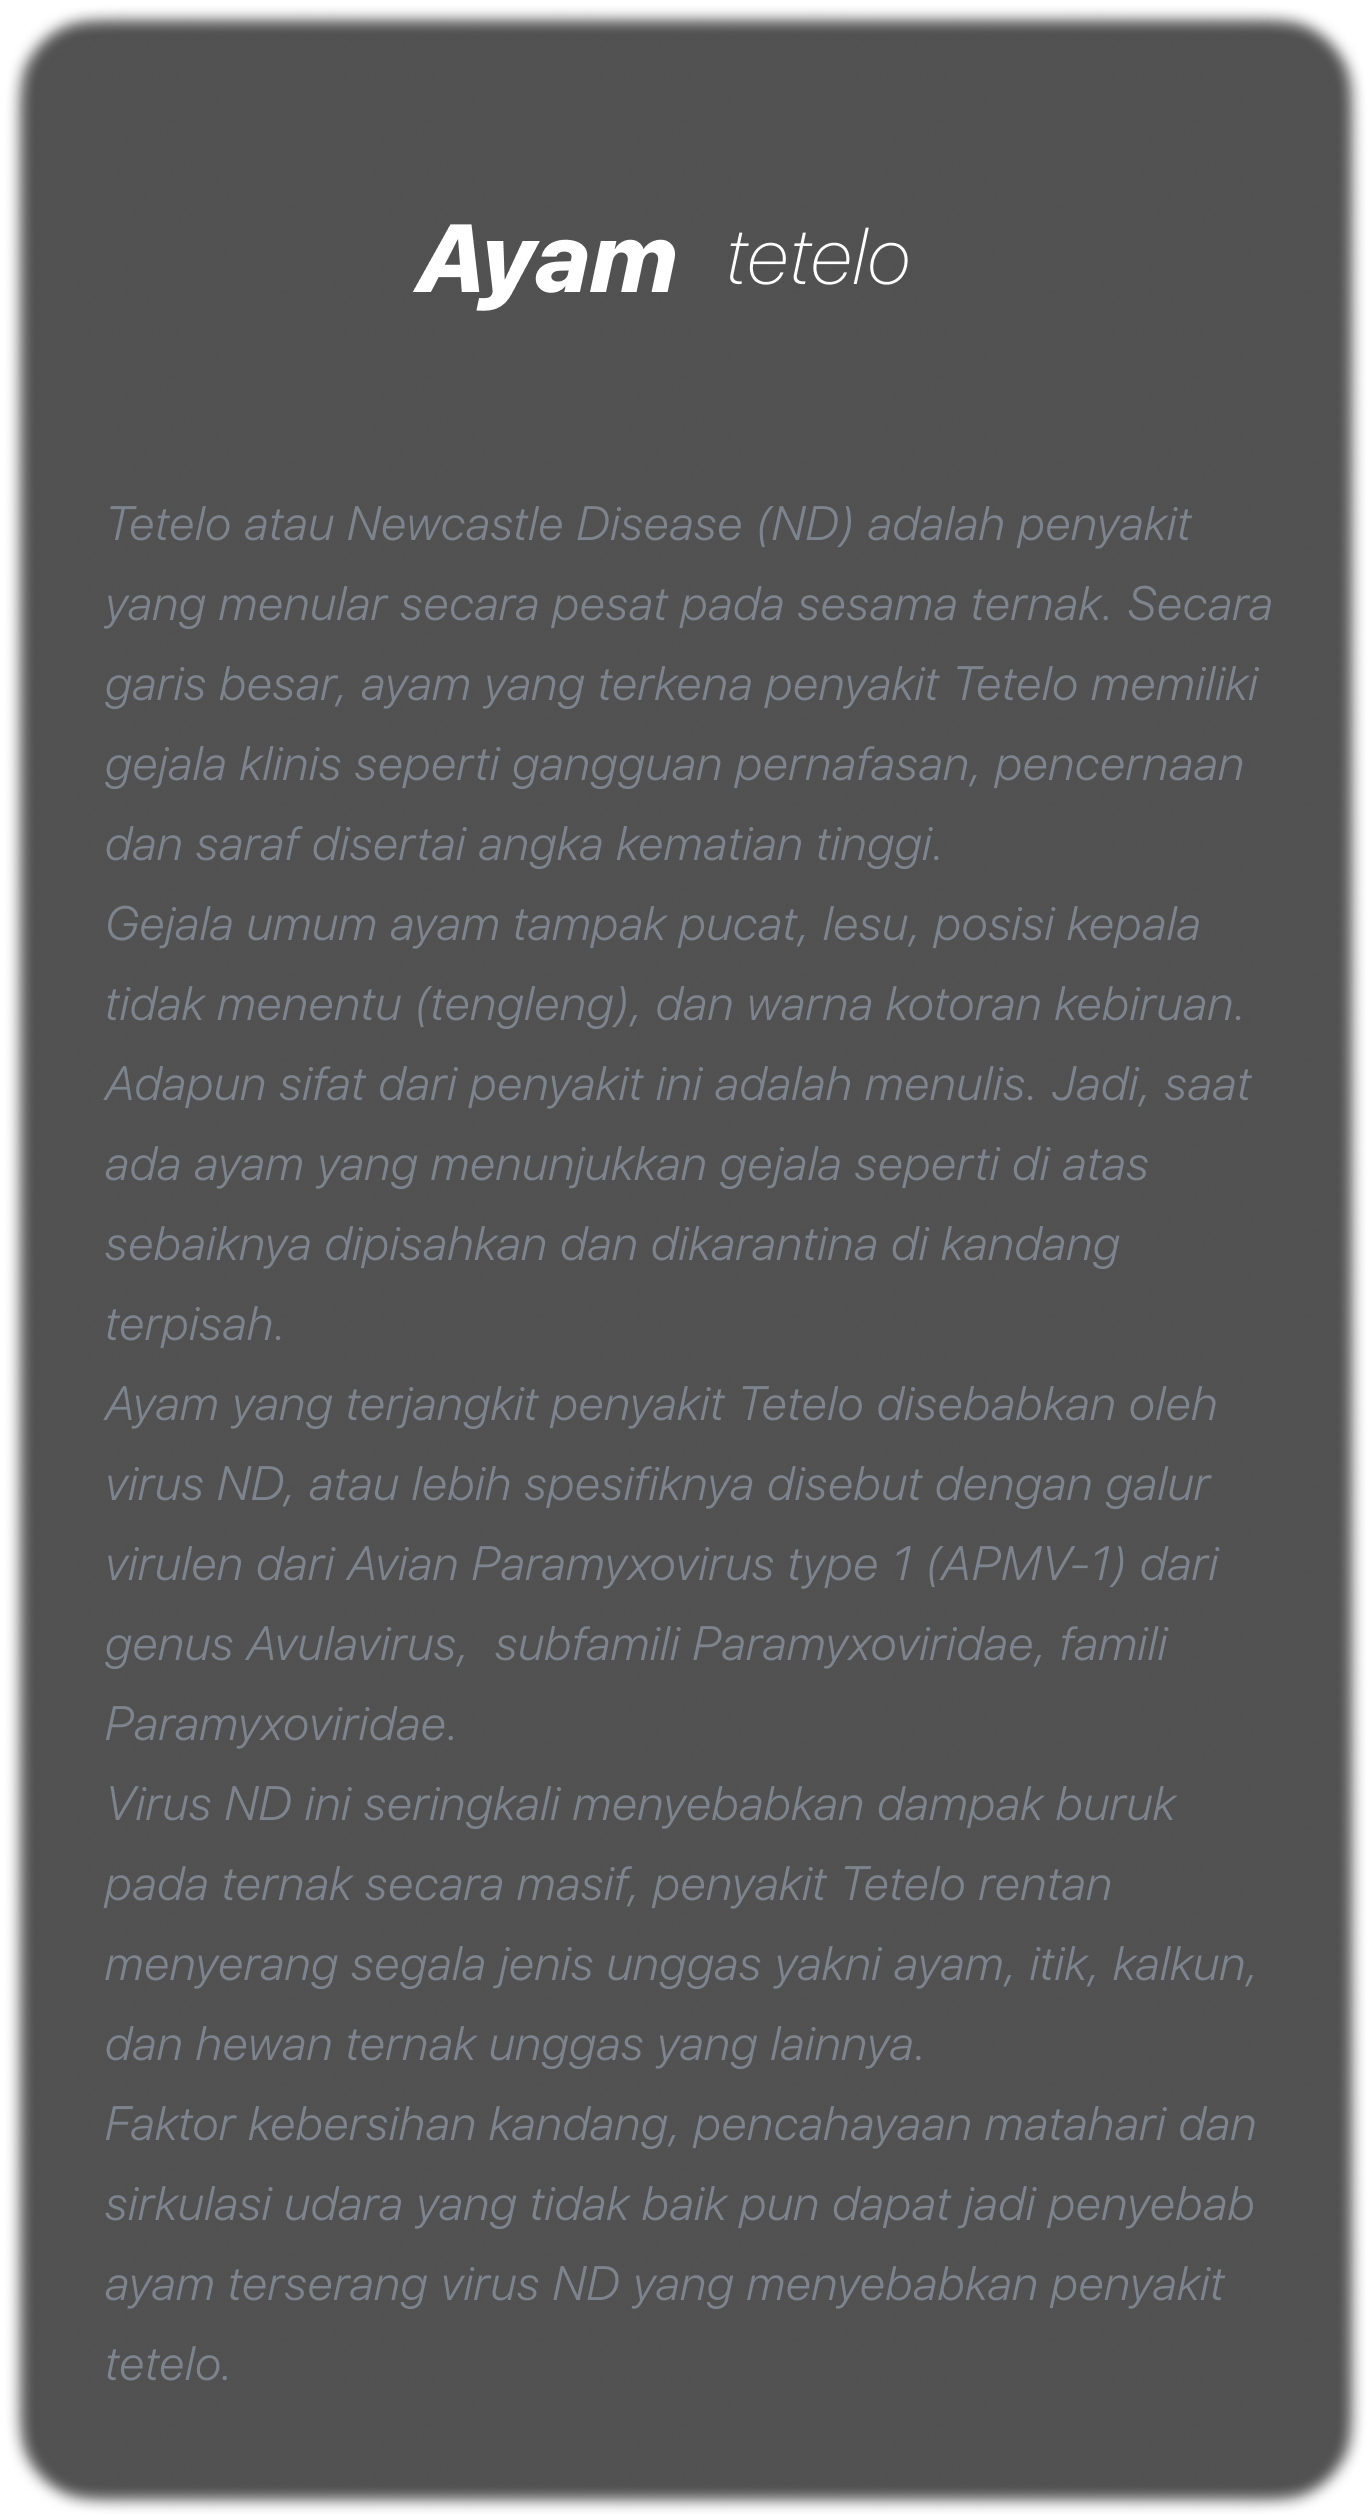 Ayam tetelo
Tetelo atau Newcastle Disease (ND) adalah penyakit
yang menular secara pesat pada sesama ternak. Secara
garis besar, ayam yang terkena penyakit Tetelo memiliki
gejala klinis seperti gangguan pernafasan, pencernaan
dan saraf disertai angka kematian tinggi.
Gejala umum ayam tampak pucat, lesu, posisi kepala
tidak menentu (tengleng), dan warna kotoran kebiruan.
Adapun sifat dari penyakit ini adalah menulis. Jadi, saat
ada ayam yang menunjukkan gejala seperti di atas
sebaiknya dipisahkan dan dikarantina di kandang
terpisah.
Ayam yang terjangkit penyakit Tetelo disebabkan oleh
virus ND, atau lebih spesifiknya disebut dengan galur
virulen dari Avian Paramyxovirus type 1 (APMV-1) dari
genus Avulavirus,  subfamili Paramyxoviridae, famili
Paramyxoviridae.
Virus ND ini seringkali menyebabkan dampak buruk
pada ternak secara masif, penyakit Tetelo rentan
menyerang segala jenis unggas yakni ayam, itik, kalkun,
dan hewan ternak unggas yang lainnya.
Faktor kebersihan kandang, pencahayaan matahari dan
sirkulasi udara yang tidak baik pun dapat jadi penyebab
ayam terserang virus ND yang menyebabkan penyakit
tetelo.